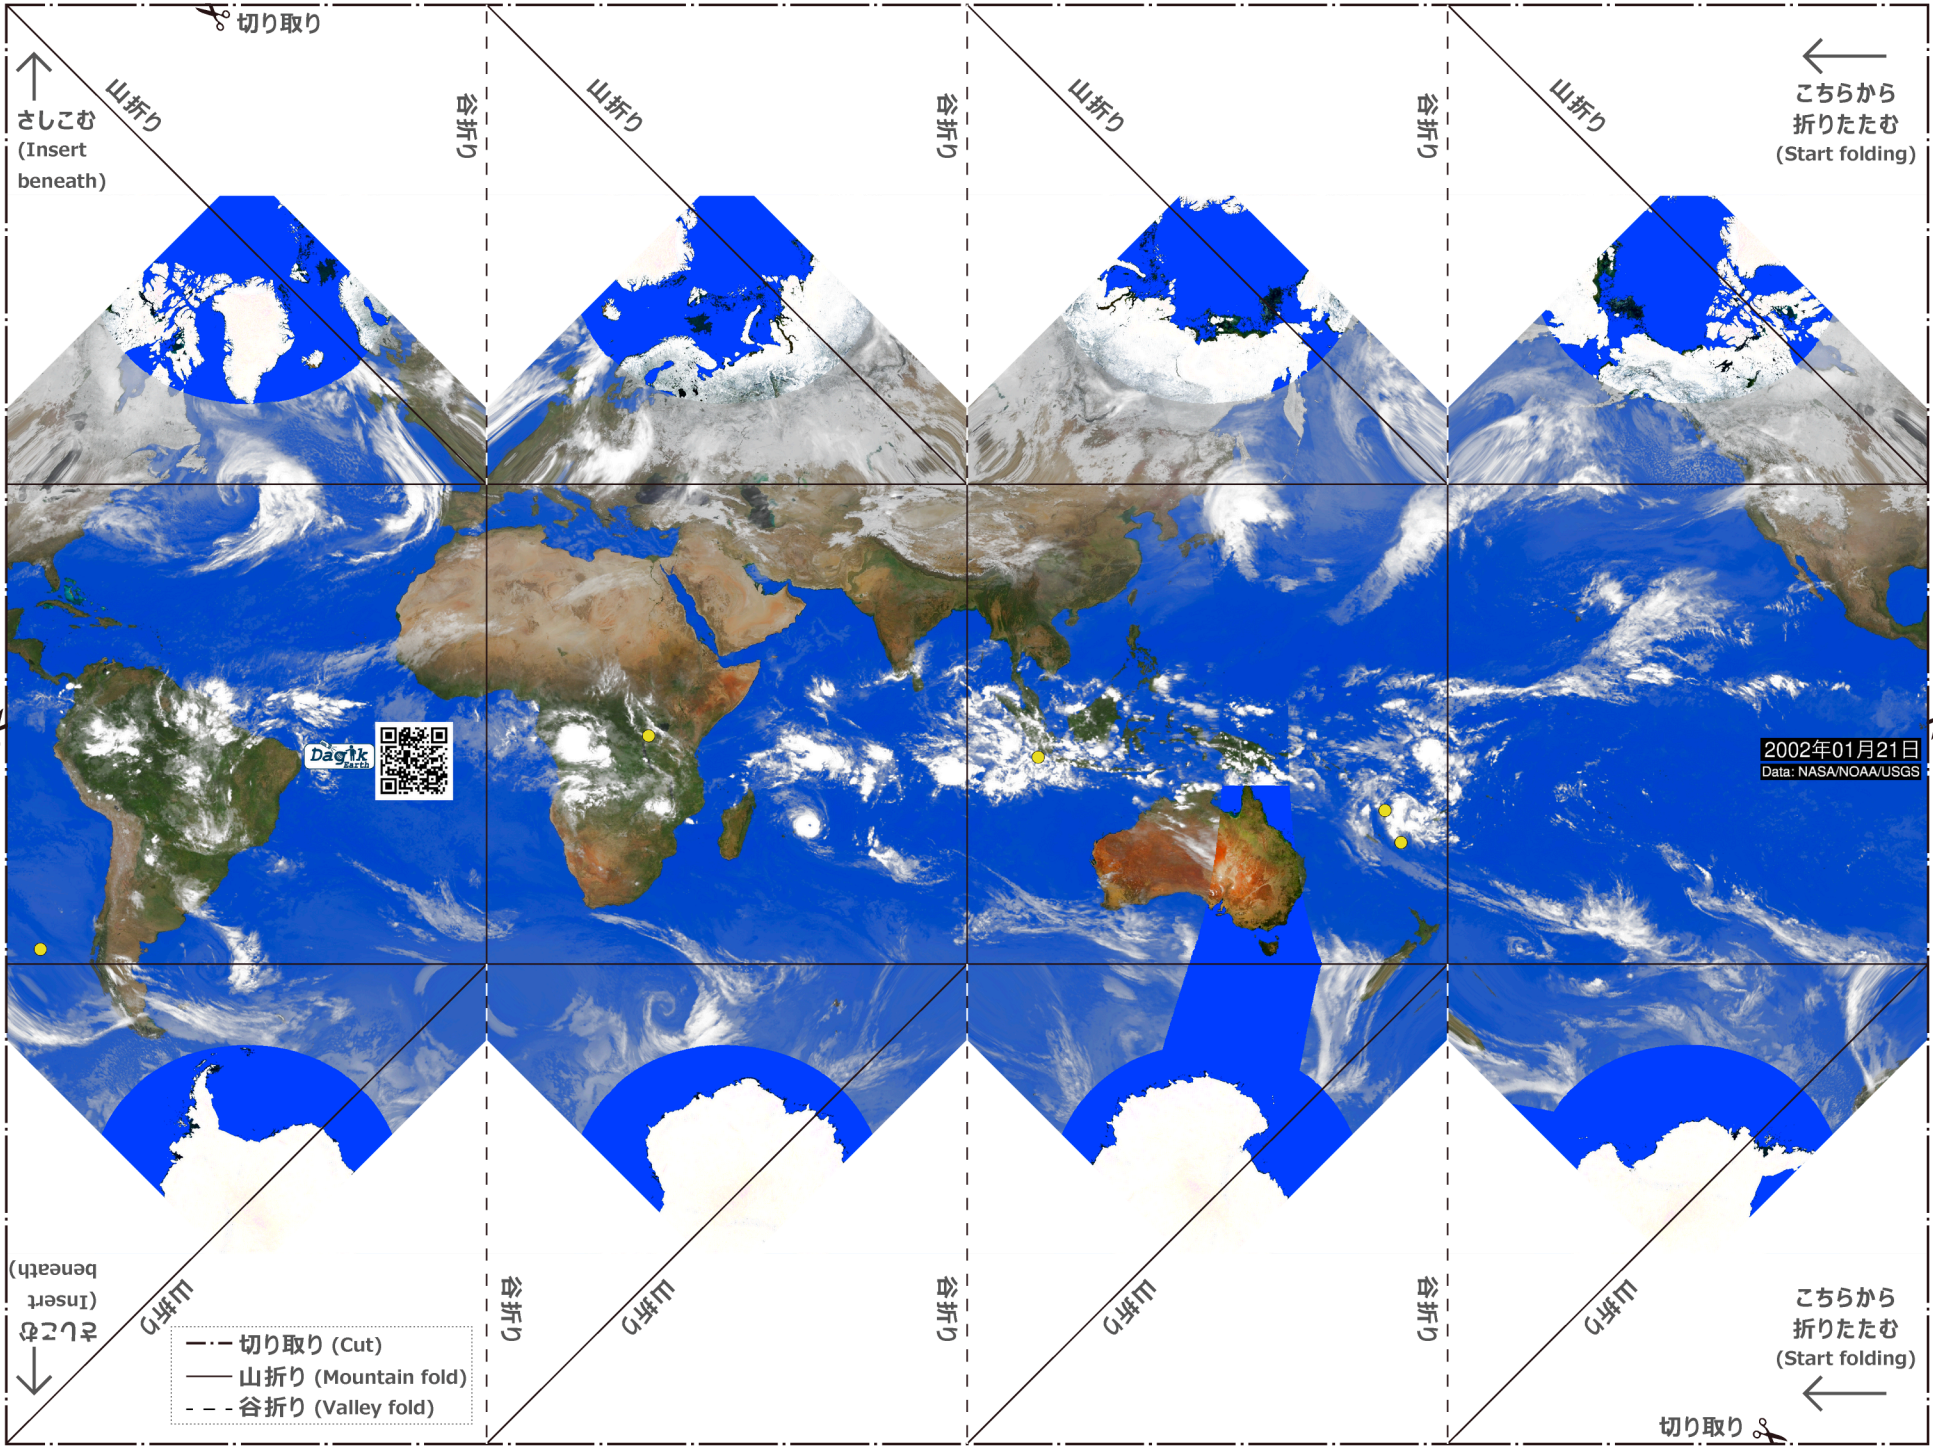 切り取り
山折り
谷折り
山折り
谷折り
山折り
谷折り
山折り
こちらから
折りたたむ
(Start folding)
さしこむ
(Insert
beneath)
Dagik
Earth
2002年01月21日
Data: NASA/NOAA/USGS
さしこむ
(Insert
beneath)
山折り
谷折り
山折り
谷折り
山折り
谷折り
山折り
切り取り (Cut)
山折り (Mountain fold)
谷折り (Valley fold)
こちらから
折りたたむ
(Start folding)
切り取り